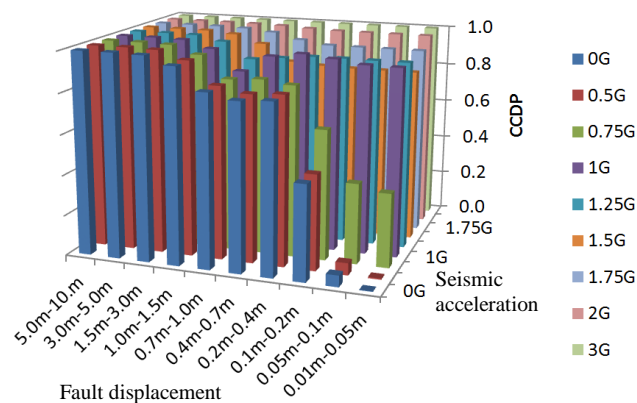 1.0
0.8
0.6
0.4
0.2
0.0
CCDP
1.75G
1G
0G
Seismic
acceleration
5.0m-10m
3.0m-5.0m
1.5m-3.0m
1.0m-1.5m
0.7m-1.0m
0.4m-0.7m
0.2m-0.4m
0.1m-0.2m
0.05m-0.1m
0.01m-0.05m
Fault displacement
0G
0.5G
0.75G
1G
1.25G
1.5G
1.75G
2G
3G